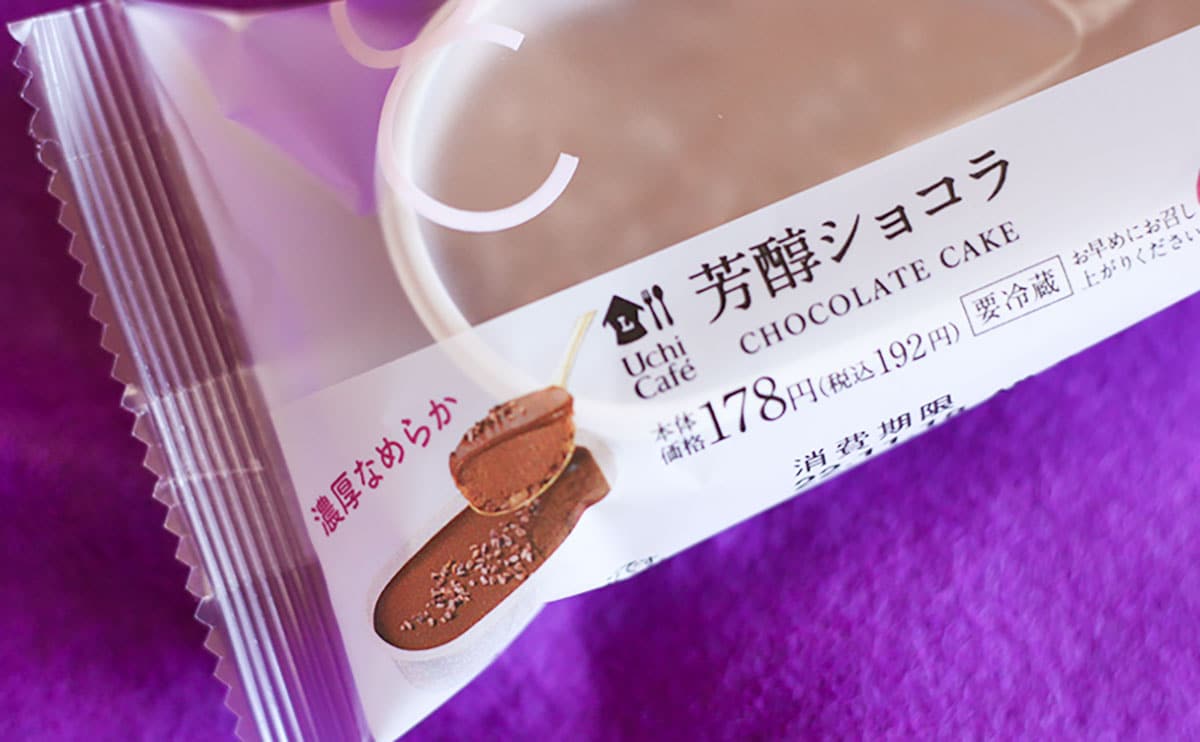 芳醇ショコラ
CHOCOLATE CAKE
Uchi
Café
本体
価格178円(税込192円)
要冷蔵
お早めにお召し
上がりください
消費期限
濃厚なめらか